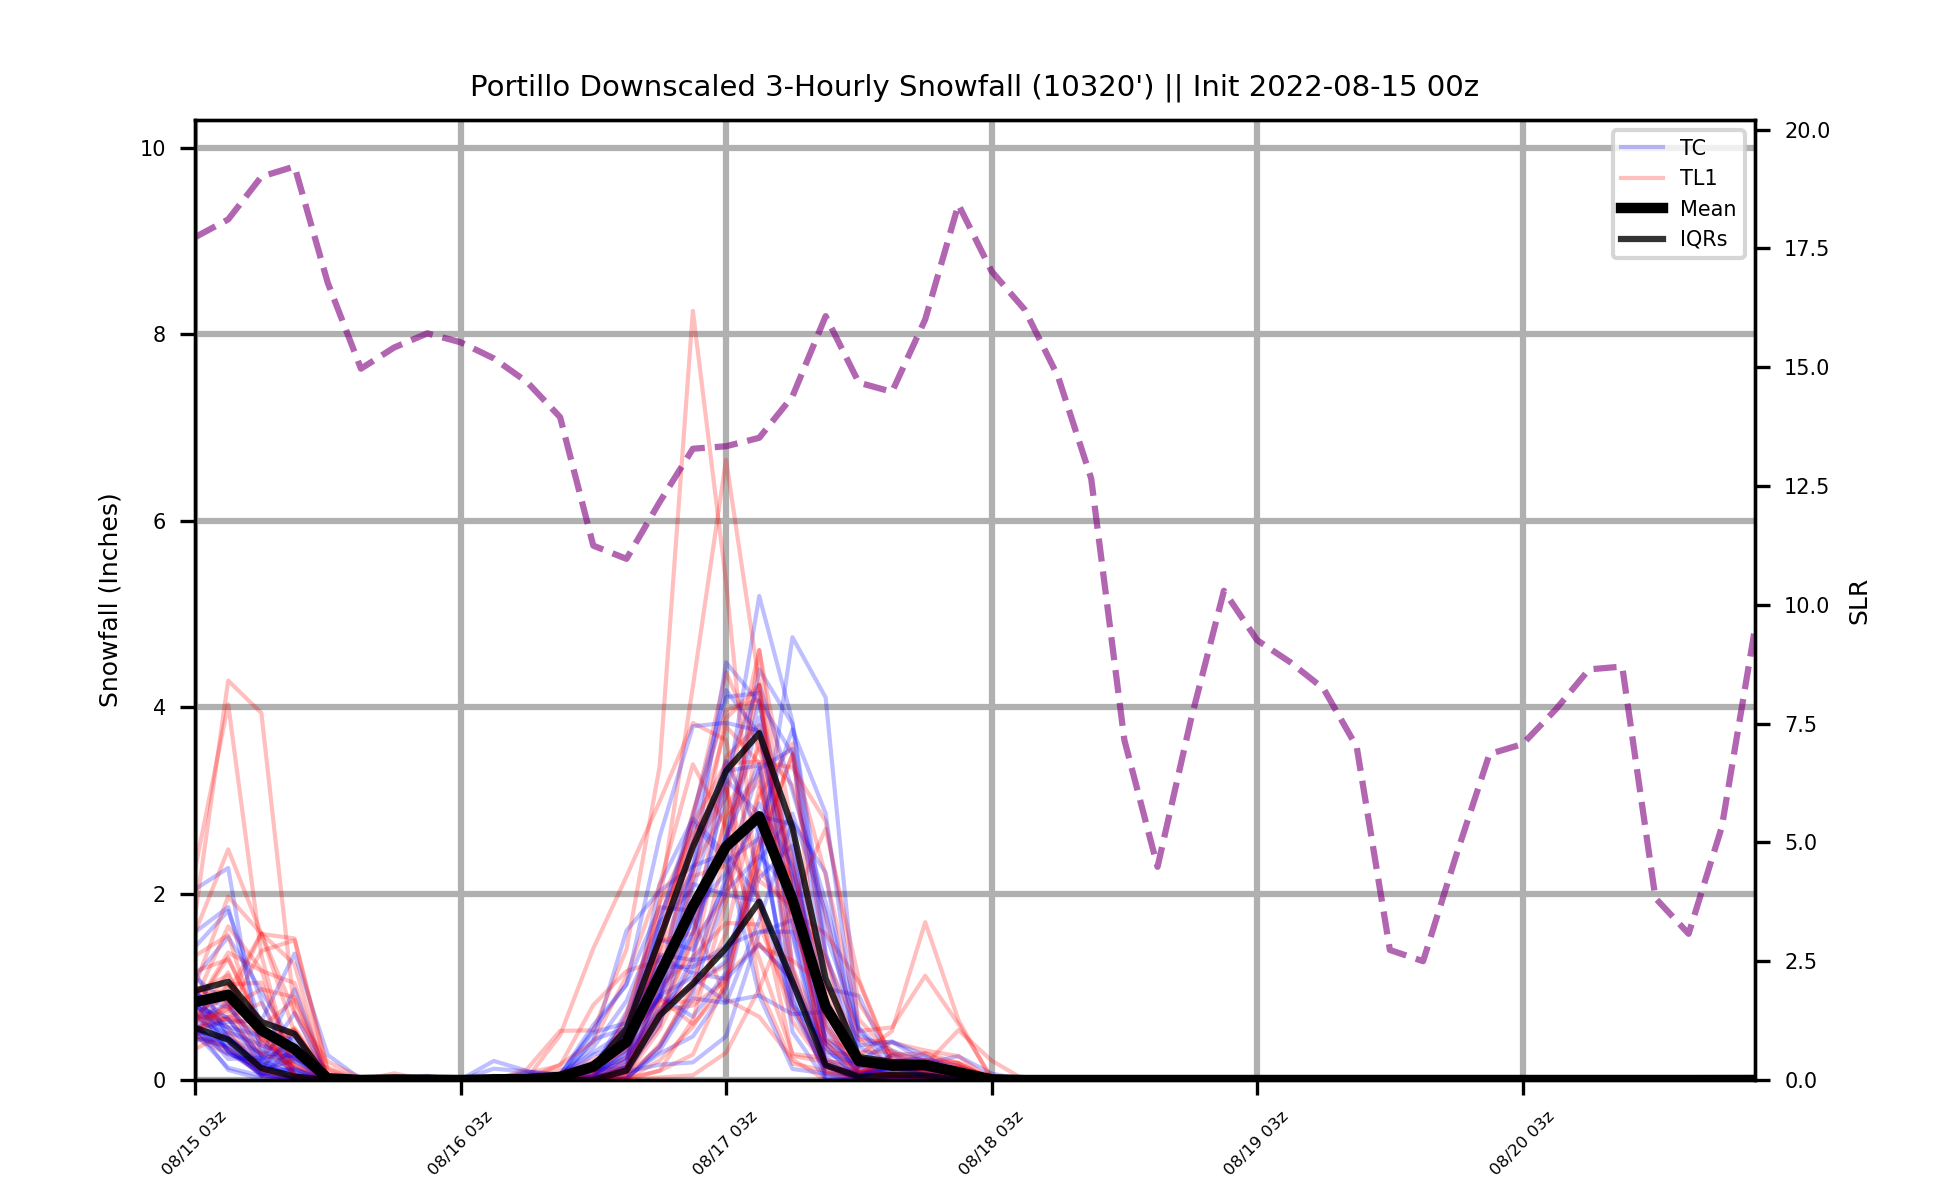 Portillo Downscaled 3-Hourly Snowfall (10320') || Init 2022-08-15 00z
TC
TL1
Mean
IQRs
Snowfall (Inches)
10
8
6
4
2
0
SLR
20.0
17.5
15.0
12.5
10.0
7.5
5.0
2.5
0.0
08/15 03z
08/16 03z
08/17 03z
08/18 03z
08/19 03z
08/20 03z